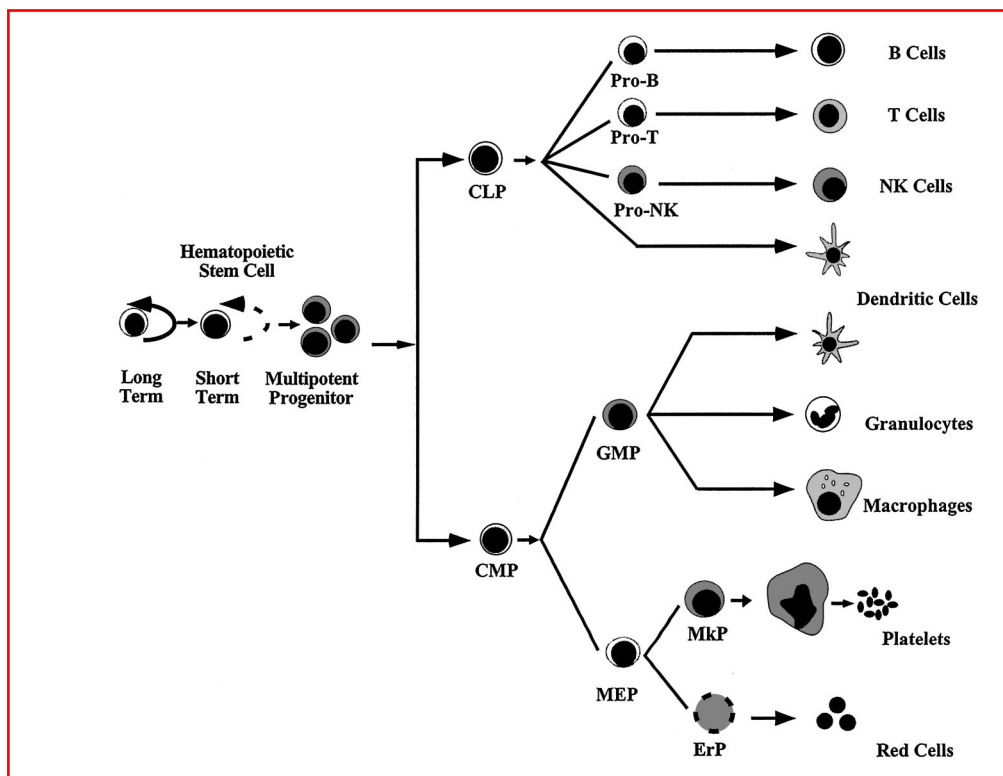 Pro-B
B Cells
Pro-T
T Cells
CLP
Pro-NK
NK Cells
Hematopoietic
Stem Cell
Dendritic Cells
Long
Term
Short
Term
Multipotent
Progenitor
GMP
Granulocytes
Macrophages
CMP
MkP
Platelets
MEP
ErP
Red Cells